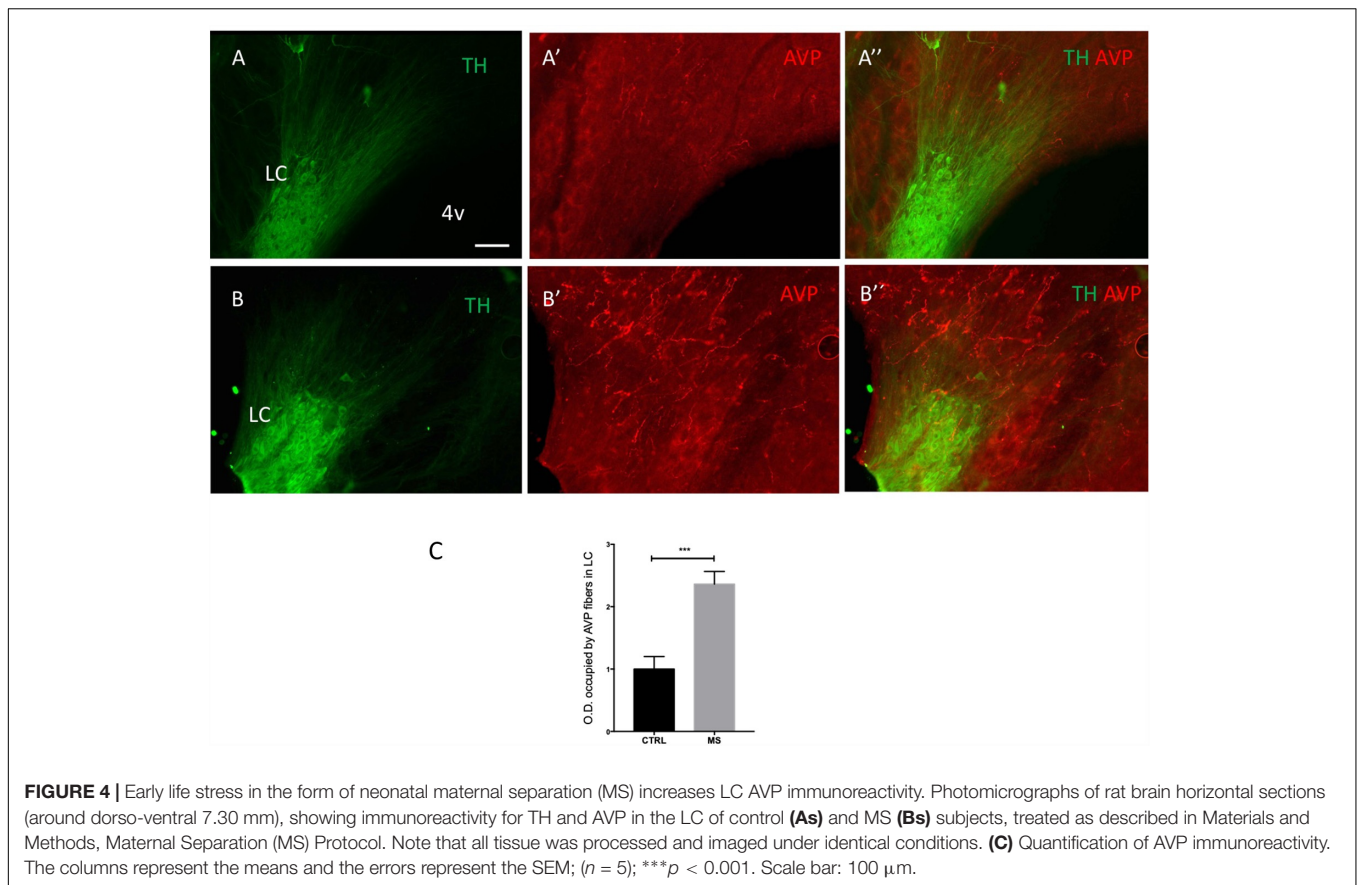 A TH
A' AVP
A'' TH AVP
LC
4v
B TH
B' AVP
B'' TH AVP
LC
C
***
O.D. occupied by AVP fibers in LC
3
2
1
0
CTRL MS
FIGURE 4 | Early life stress in the form of neonatal maternal separation (MS) increases LC AVP immunoreactivity. Photomicrographs of rat brain horizontal sections
(around dorso-ventral 7.30 mm), showing immunoreactivity for TH and AVP in the LC of control (As) and MS (Bs) subjects, treated as described in Materials and
Methods, Maternal Separation (MS) Protocol. Note that all tissue was processed and imaged under identical conditions. (C) Quantification of AVP immunoreactivity.
The columns represent the means and the errors represent the SEM; (n = 5); ***p < 0.001. Scale bar: 100 μm.